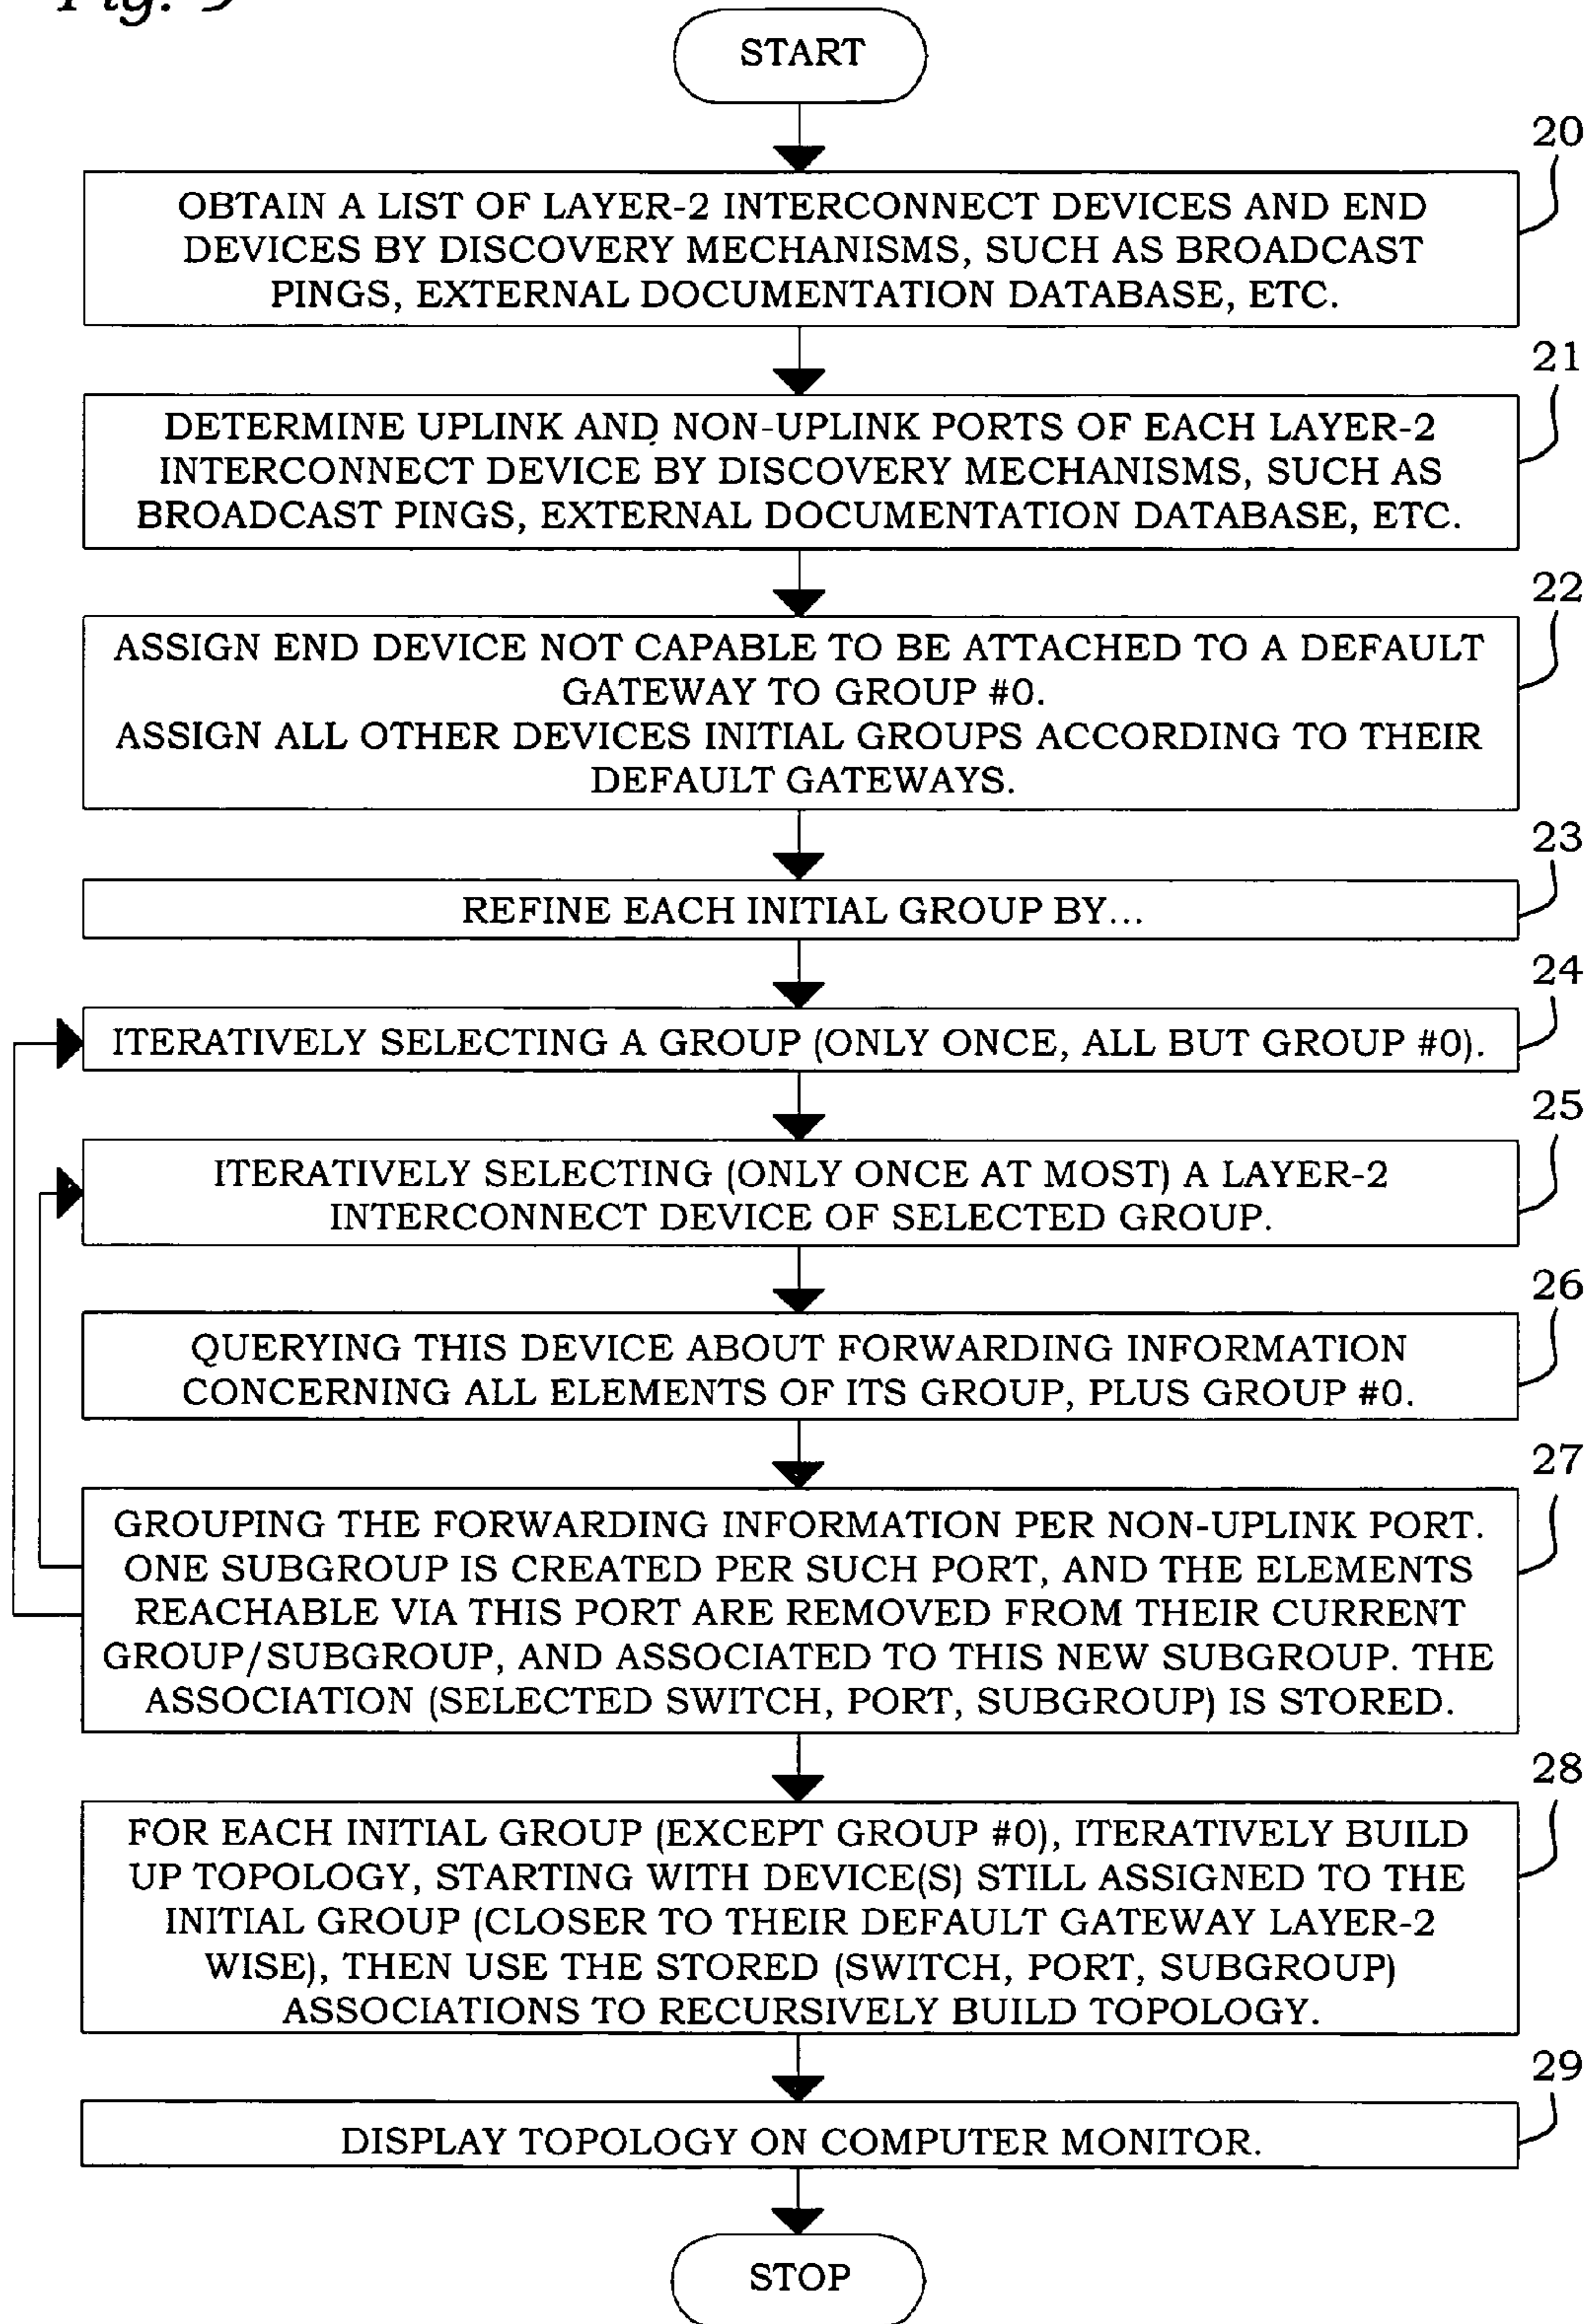 Fig.
START
20
OBTAIN A LIST OF LAYER-2 INTERCONNECT DEVICES AND END
DEVICES BY DISCOVERY MECHANISMS, SUCH AS BROADCAST
PINGS, EXTERNAL DOCUMENTATION DATABASE, ETC.
21
DETERMINE UPLINK AND NON-UPLINK PORTS OF EACH LAYER-2
INTERCONNECT DEVICE BY DISCOVERY MECHANISMS, SUCH AS
BROADCAST PINGS, EXTERNAL DOCUMENTATION DATABASE, ETC.
22
ASSIGN END DEVICE NOT CAPABLE TO BE ATTACHED TO A DEFAULT
GATEWAY TO GROUP #0.
ASSIGN ALL OTHER DEVICES INITIAL GROUPS ACCORDING TO THEIR
DEFAULT GATEWAYS.
23
REFINE EACH INITIAL GROUP BY...
24
ITERATIVELY SELECTING A GROUP (ONLY ONCE, ALL BUT GROUP #0).
25
ITERATIVELY SELECTING (ONLY ONCE AT MOST) A LAYER-2
INTERCONNECT DEVICE OF SELECTED GROUP.
26
QUERYING THIS DEVICE ABOUT FORWARDING INFORMATION
CONCERNING ALL ELEMENTS OF ITS GROUP, PLUS GROUP #0.
27
GROUPING THE FORWARDING INFORMATION PER NON-UPLINK PORT.
ONE SUBGROUP IS CREATED PER SUCH PORT, AND THE ELEMENTS
REACHABLE VIA THIS PORT ARE REMOVED FROM THEIR CURRENT
GROUP/SUBGROUP, AND ASSOCIATED TO THIS NEW SUBGROUP. THE
ASSOCIATION (SELECTED SWITCH, PORT, SUBGROUP) IS STORED.
28
FOR EACH INITIAL GROUP (EXCEPT GROUP #0), ITERATIVELY BUILD
UP TOPOLOGY, STARTING WITH DEVICE(S) STILL ASSIGNED TO THE
INITIAL GROUP (CLOSER TO THEIR DEFAULT GATEWAY LAYER-2
WISE), THEN USE THE STORED (SWITCH, PORT, SUBGROUP)
ASSOCIATIONS TO RECURSIVELY BUILD TOPOLOGY.
29
DISPLAY TOPOLOGY ON COMPUTER MONITOR.
STOP